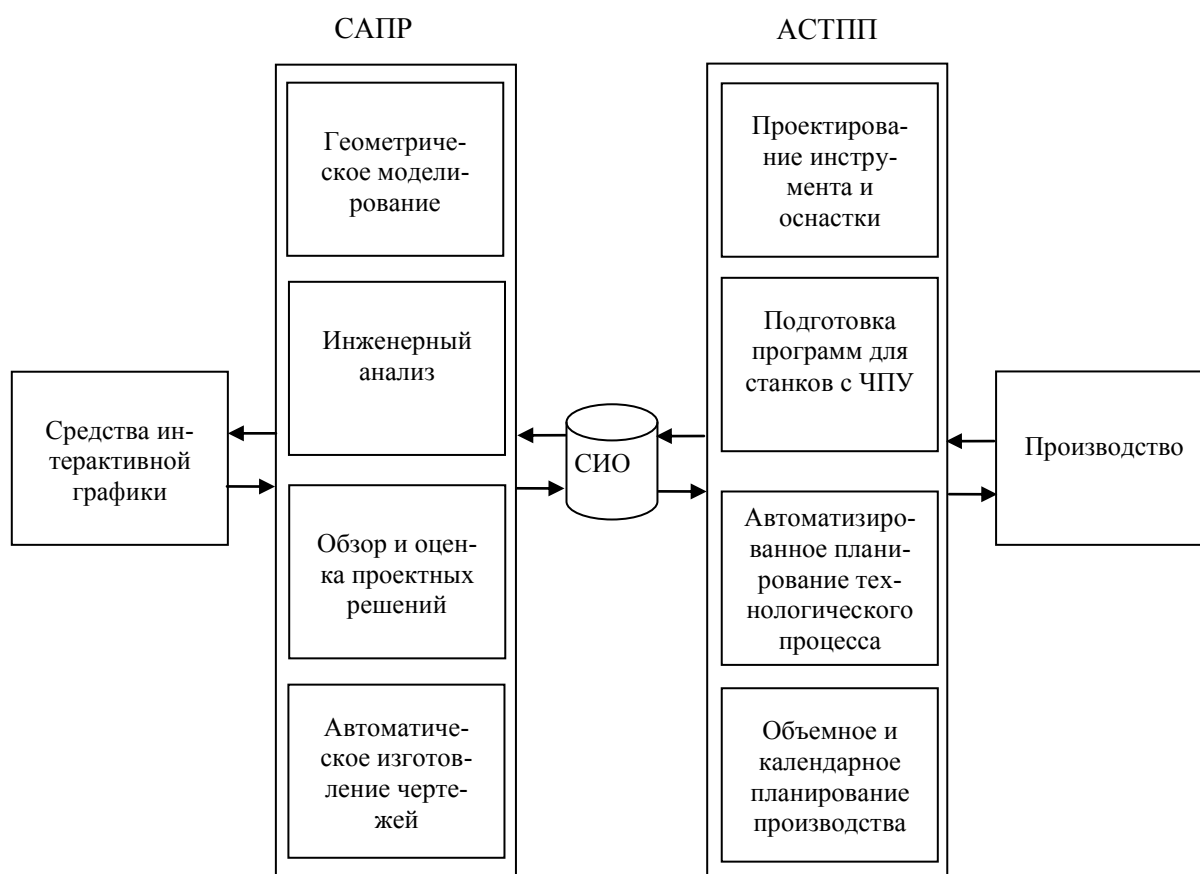 САПР
АСТПП
Геометриче-
ское модели-
рование
Проектирова-
ние инстру-
мента и
оснастки
Инженерный
анализ
Подготовка
программ для
станков с ЧПУ
Средства ин-
терактивной
графики
СИО
Производство
Обзор и оцен-
ка проектных
решений
Автоматизиро-
ванное плани-
рование тех-
нологического
процесса
Автоматиче-
ское изготов-
ление черте-
жей
Объемное и
календарное
планирование
производства